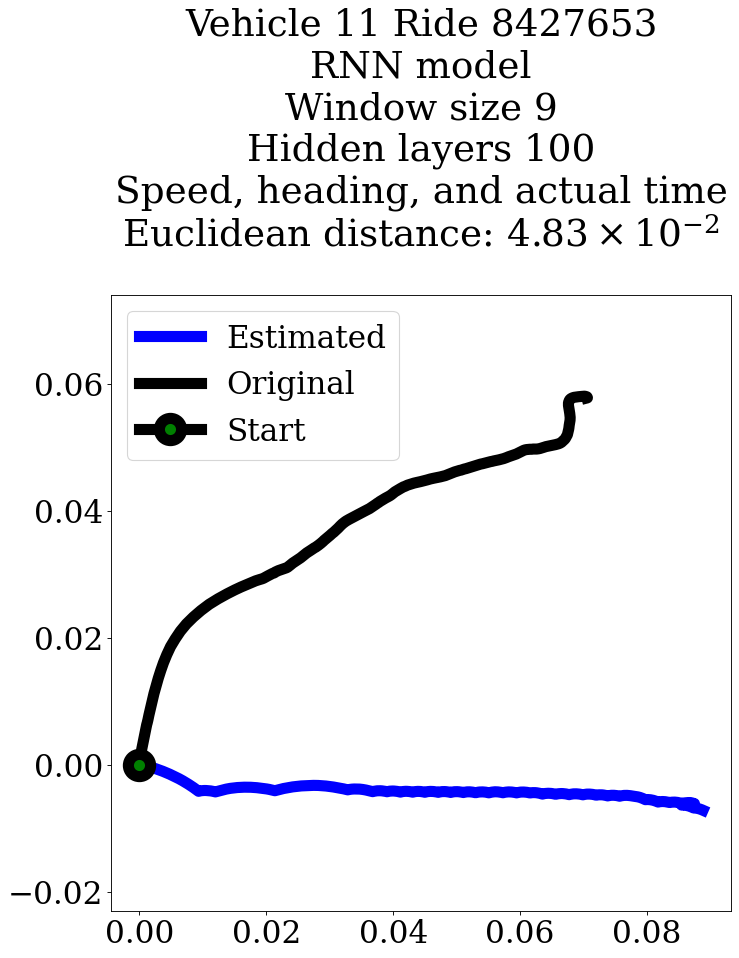 Vehicle 11 Ride 8427653
RNN model
Window size 9
Hidden layers 100
Speed, heading, and actual time
Euclidean distance: 4.83 × 10⁻²
Estimated
Original
Start
0.06
0.04
0.02
0.00
−0.02
0.00 0.02 0.04 0.06 0.08